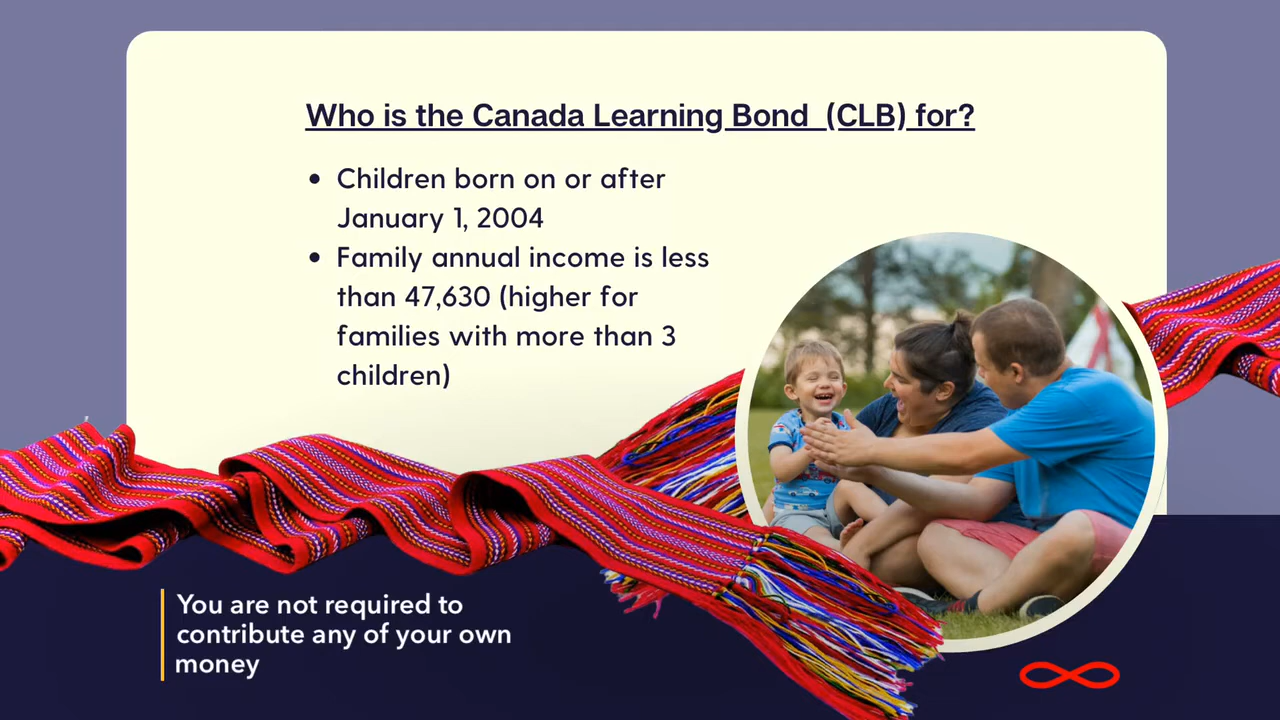 Who is the Canada Learning Bond  (CLB) for?
• Children born on or after
January 1, 2004
• Family annual income is less
than 47,630 (higher for
families with more than 3
children)
You are not required to
contribute any of your own
money